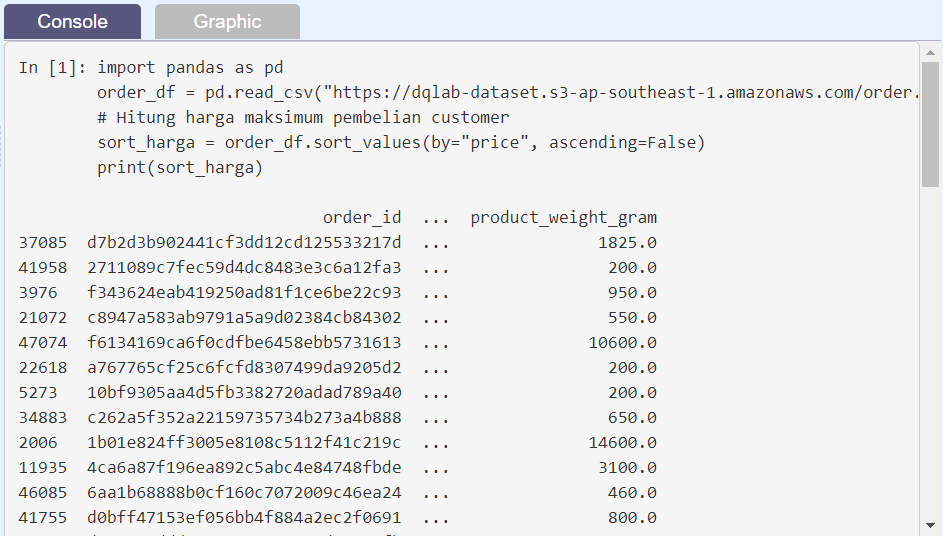 Console
Graphic
In [1]: import pandas as pd
order_df = pd.read_csv("https://dqlab-dataset.s3-ap-southeast-1.amazonaws.com/order.
# Hitung harga maksimum pembelian customer
sort_harga = order_df.sort_values(by="price", ascending=False)
print(sort_harga)
order_id ... product_weight_gram
37085 d7b2d3b902441cf3dd12cd125533217d ... 1825.0
41958 2711089c7fec59d4dc8483e3c6a12fa3 ... 200.0
3976 f343624eab419250ad81f1ce6be22c93 ... 950.0
21072 c8947a583ab9791a5a9d02384cb84302 ... 550.0
47074 f6134169ca6f0cdfbe6458ebb5731613 ... 10600.0
22618 a767765cf25c6fcfd8307499da9205d2 ... 200.0
5273 10bf9305aa4d5fb3382720adad789a40 ... 200.0
34883 c262a5f352a22159735734b273a4b888 ... 650.0
2006 1b01e824ff3005e8108c5112f41c219c ... 14600.0
11935 4ca6a87f196ea892c5abc4e84748fbde ... 3100.0
46085 6aa1b68888b0cf160c7072009c46ea24 ... 460.0
41755 d0bff47153ef056bb4f884a2ec2f0691 ... 800.0